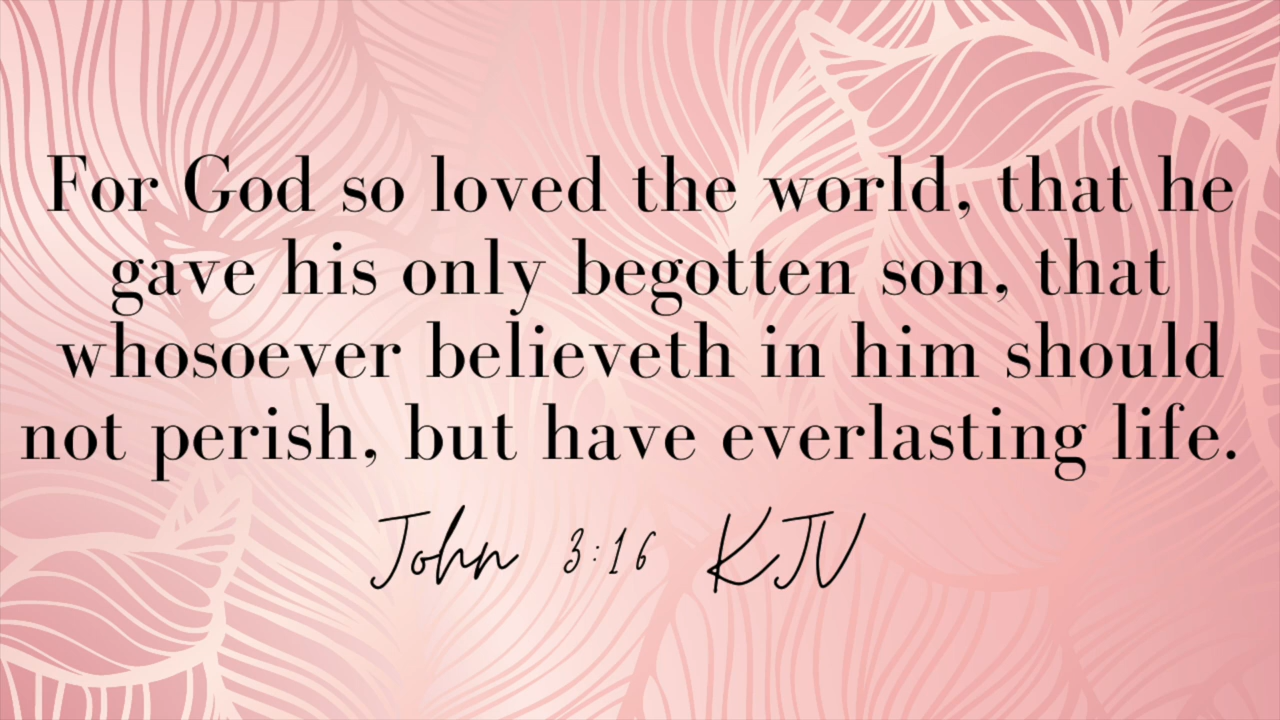 For God so loved the world, that he
gave his only begotten son, that
whosoever believeth in him should
not perish, but have everlasting life.
John 3:16 KJV